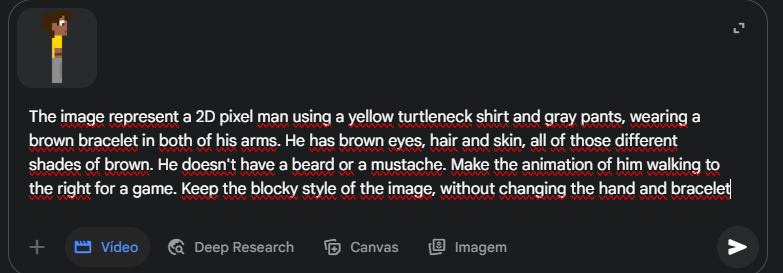 The image represent a 2D pixel man using a yellow turtleneck shirt and gray pants, wearing a
brown bracelet in both of his arms. He has brown eyes, hair and skin, all of those different
shades of brown. He doesn't have a beard or a mustache. Make the animation of him walking to
the right for a game. Keep the blocky style of the image, without changing the hand and bracelet
Vídeo Deep Research Canvas Imagem